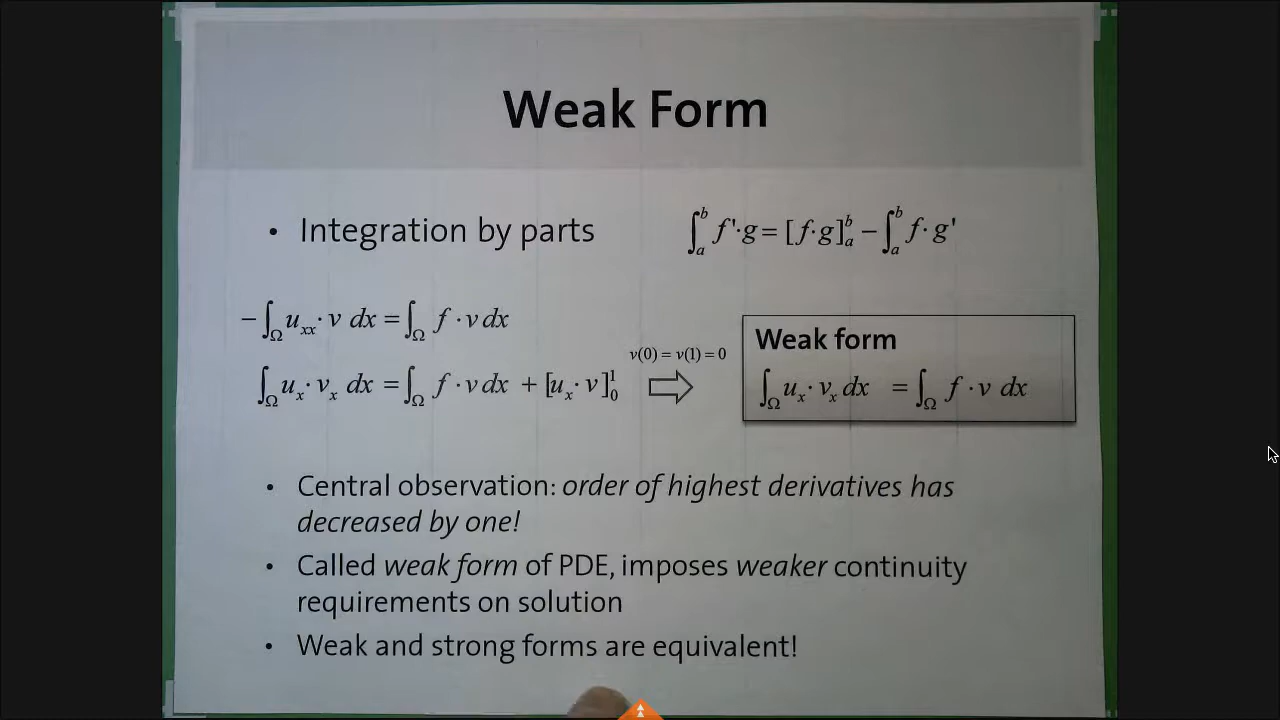 Weak Form
• Integration by parts
∫_a^b f'·g = [f·g]_a^b − ∫_a^b f·g'
−∫_Ω u_xx · v dx = ∫_Ω f · v dx
∫_Ω u_x · v_x dx = ∫_Ω f · v dx + [u_x · v]_0^1
v(0) = v(1) = 0
Weak form
∫_Ω u_x · v_x dx = ∫_Ω f · v dx
• Central observation: order of highest derivatives has
decreased by one!
• Called weak form of PDE, imposes weaker continuity
requirements on solution
• Weak and strong forms are equivalent!